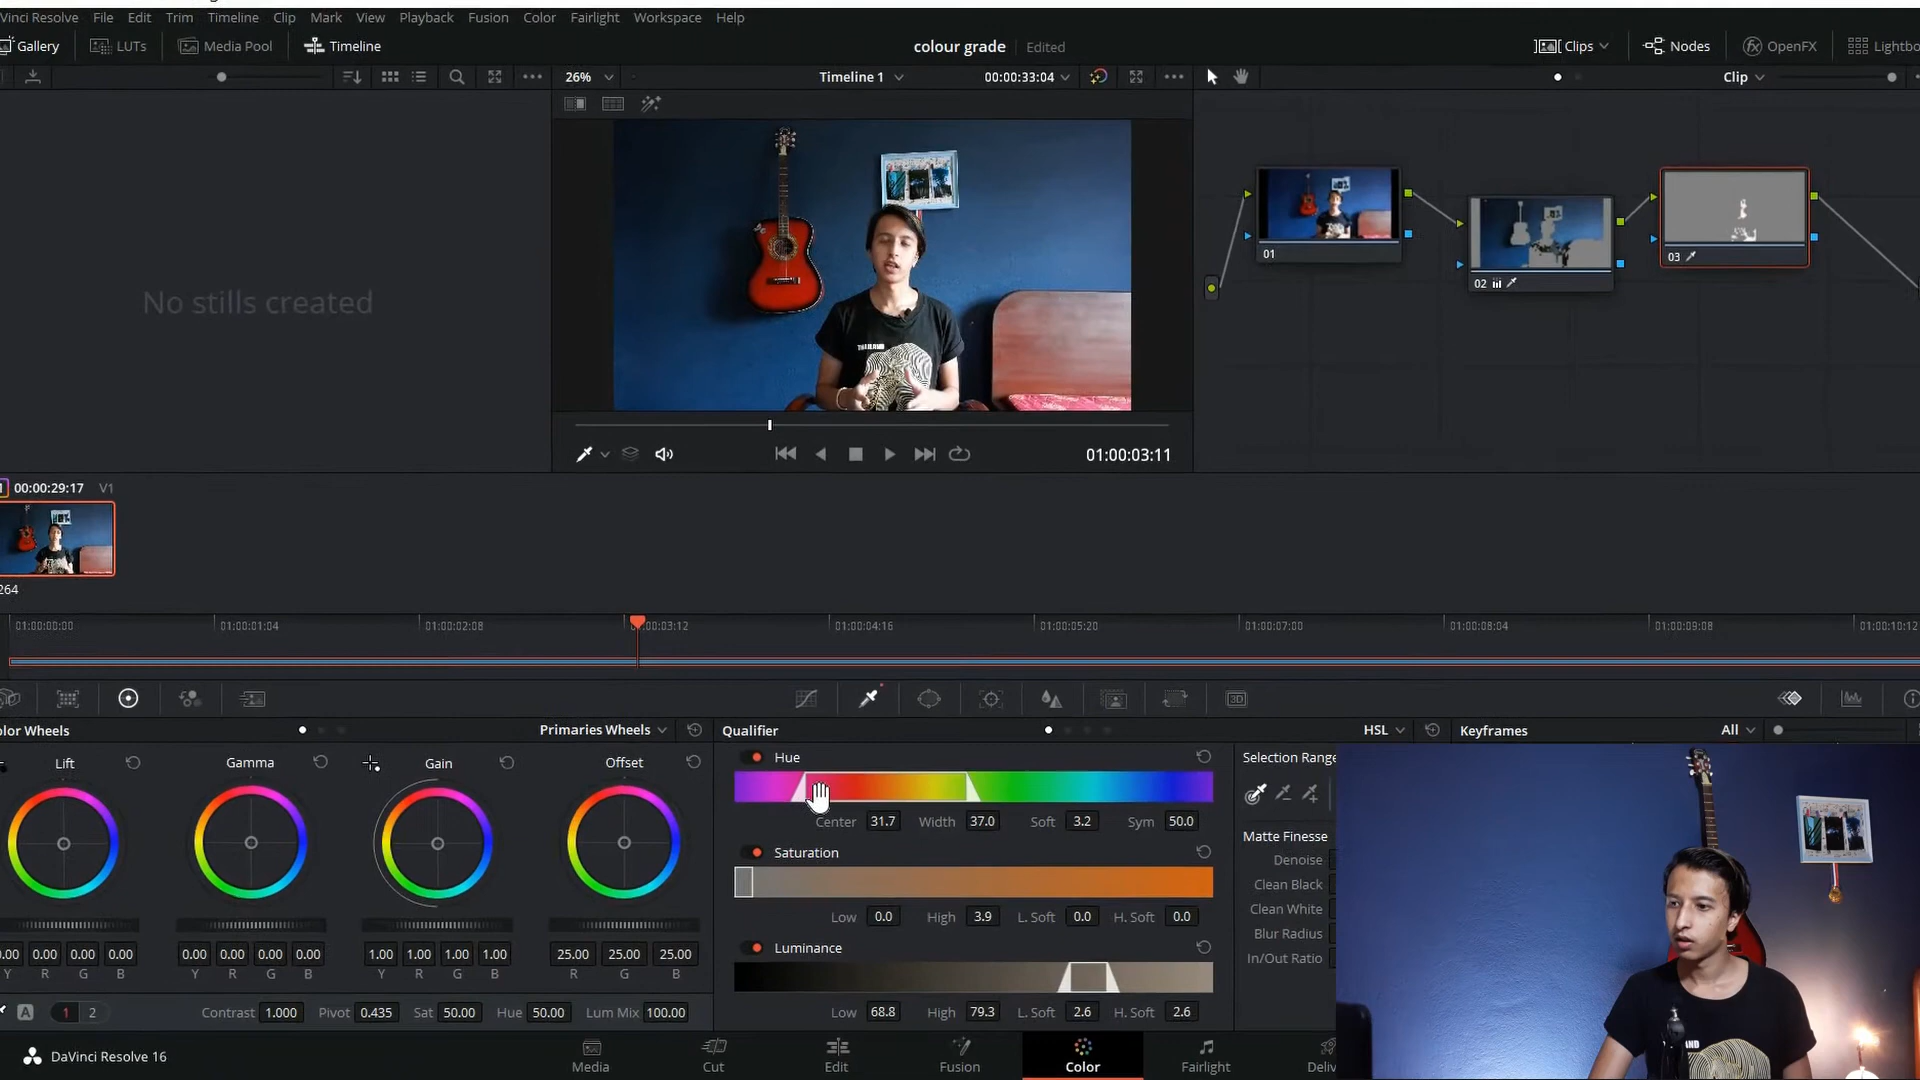 Vinci Resolve File Edit Trim Timeline Clip Mark View Playback Fusion Color Fairlight Workspace Help
Gallery LUTs Media Pool Timeline colour grade Edited Clips Nodes OpenFX Lightbo
26% Timeline 1 00:00:33:04 Clip
No stills created
01
02
03
THAILAND
01:00:03:11
00:00:29:17 V1
264
01:00:00:00 01:00:01:04 01:00:02:08 01:00:03:12 01:00:04:16 01:00:05:20 01:00:07:00 01:00:08:04 01:00:09:08 01:00:10:12
3D
olor Wheels Primaries Wheels Qualifier HSL Keyframes All
Lift Gamma Gain Offset
Hue
Center 31.7 Width 37.0 Soft 3.2 Sym 50.0
Saturation
Low 0.0 High 3.9 L. Soft 0.0 H. Soft 0.0
Luminance
Low 68.8 High 79.3 L. Soft 2.6 H. Soft 2.6
Selection Range
Matte Finesse
Denoise
Clean Black
Clean White
Blur Radius
In/Out Ratio
0.00 0.00 0.00 0.00 0.00 0.00 0.00 0.00 1.00 1.00 1.00 1.00 25.00 25.00 25.00
Y R G B Y R G B Y R G B R G B
A 1 2 Contrast 1.000 Pivot 0.435 Sat 50.00 Hue 50.00 Lum Mix 100.00
DaVinci Resolve 16
Media Cut Edit Fusion Color Fairlight Deliv